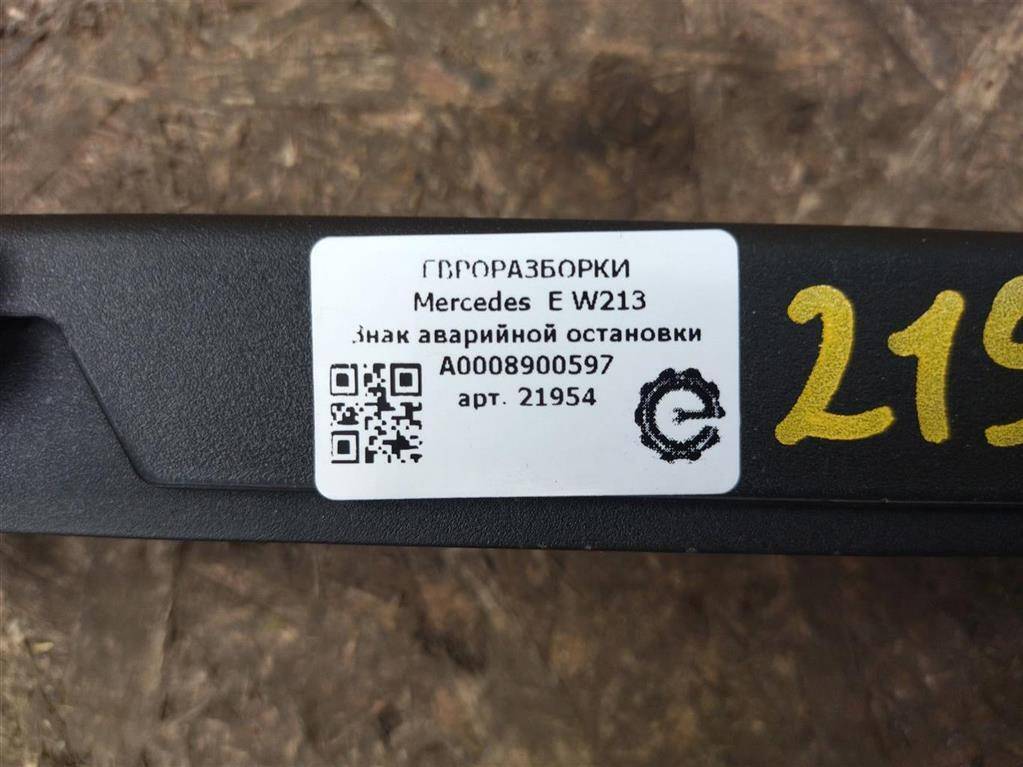 ЕВРОРАЗБОРКИ
Mercedes E W213
Знак аварийной остановки
A0008900597
арт. 21954
219